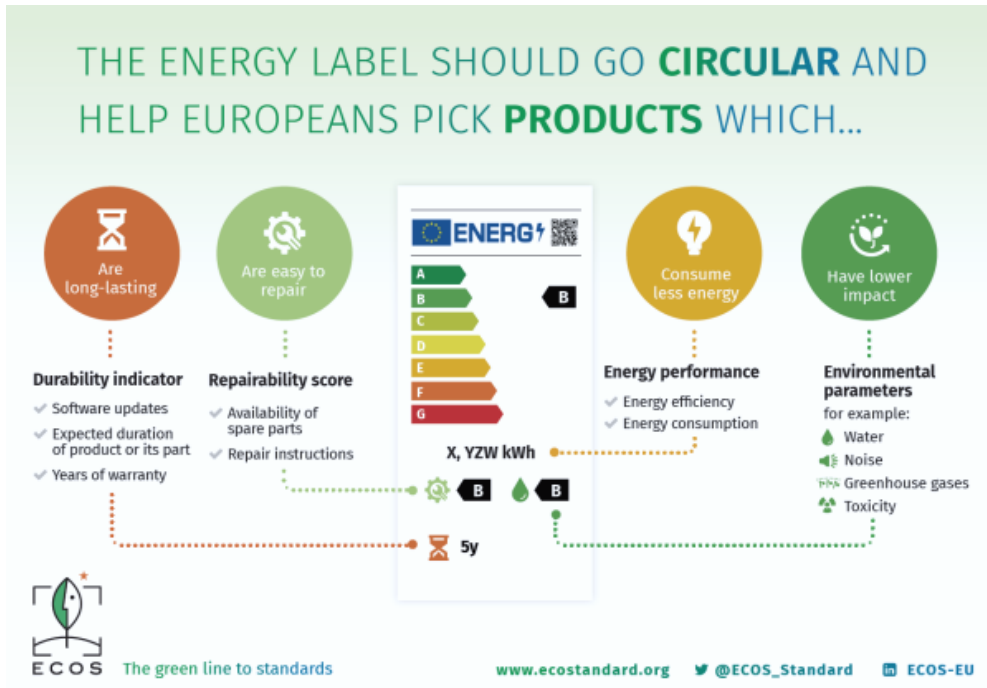 THE ENERGY LABEL SHOULD GO CIRCULAR AND
HELP EUROPEANS PICK PRODUCTS WHICH...
Are
long-lasting
Durability indicator
Software updates
Expected duration
of product or its part
Years of warranty
Are easy to
repair
Repairability score
Availability of
spare parts
Repair instructions
ENERG
A
B
B
C
D
E
F
G
X, YZW kWh
B
B
5y
Consume
less energy
Energy performance
Energy efficiency
Energy consumption
Have lower
impact
Environmental
parameters
for example:
Water
Noise
Greenhouse gases
Toxicity
ECOS
The green line to standards
www.ecostandard.org
@ECOS_Standard
in
ECOS-EU